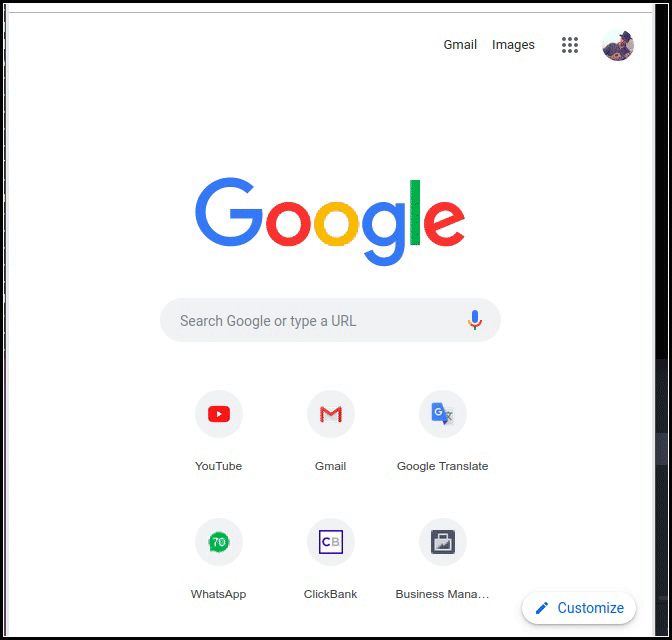 Gmail Images
Google
Search Google or type a URL
YouTube Gmail Google Translate
70 CB
WhatsApp ClickBank Business Mana...
Customize